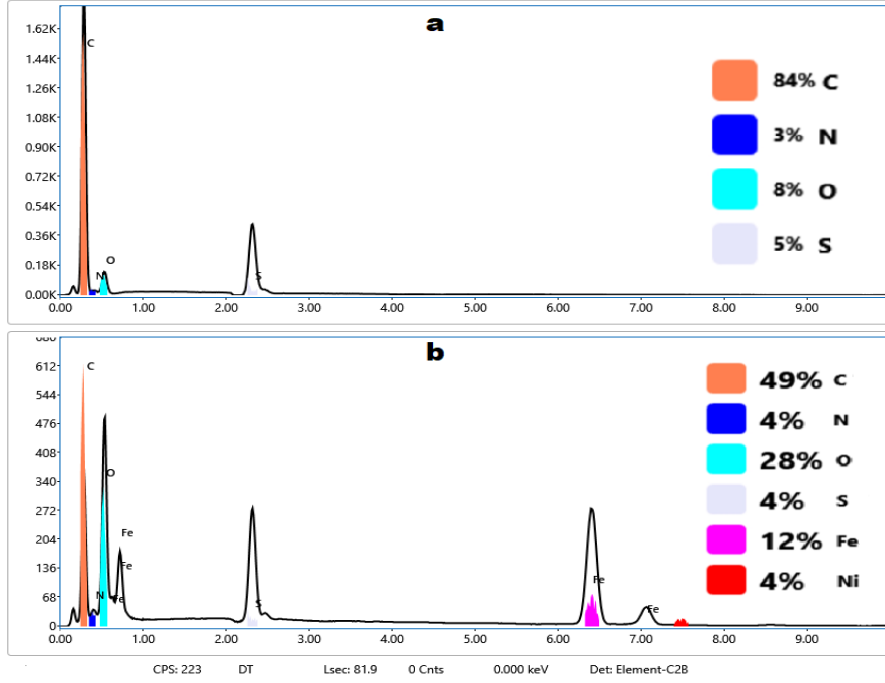 a
1.62K
1.44K
1.26K
1.08K
0.90K
0.72K
0.54K
0.36K
0.18K
0.00K
C
N
O
S
84% C
3% N
8% O
5% S
0.00 1.00 2.00 3.00 4.00 5.00 6.00 7.00 8.00 9.00
b
612
544
476
408
340
272
204
136
68
0
C
O
Fe
Fe
N
Fe
S
Fe
Fe
49% C
4% N
28% O
4% S
12% Fe
4% Ni
0.00 1.00 2.00 3.00 4.00 5.00 6.00 7.00 8.00 9.00
CPS: 223 DT Lsec: 81.9 0 Cnts 0.000 keV Det: Element-C2B